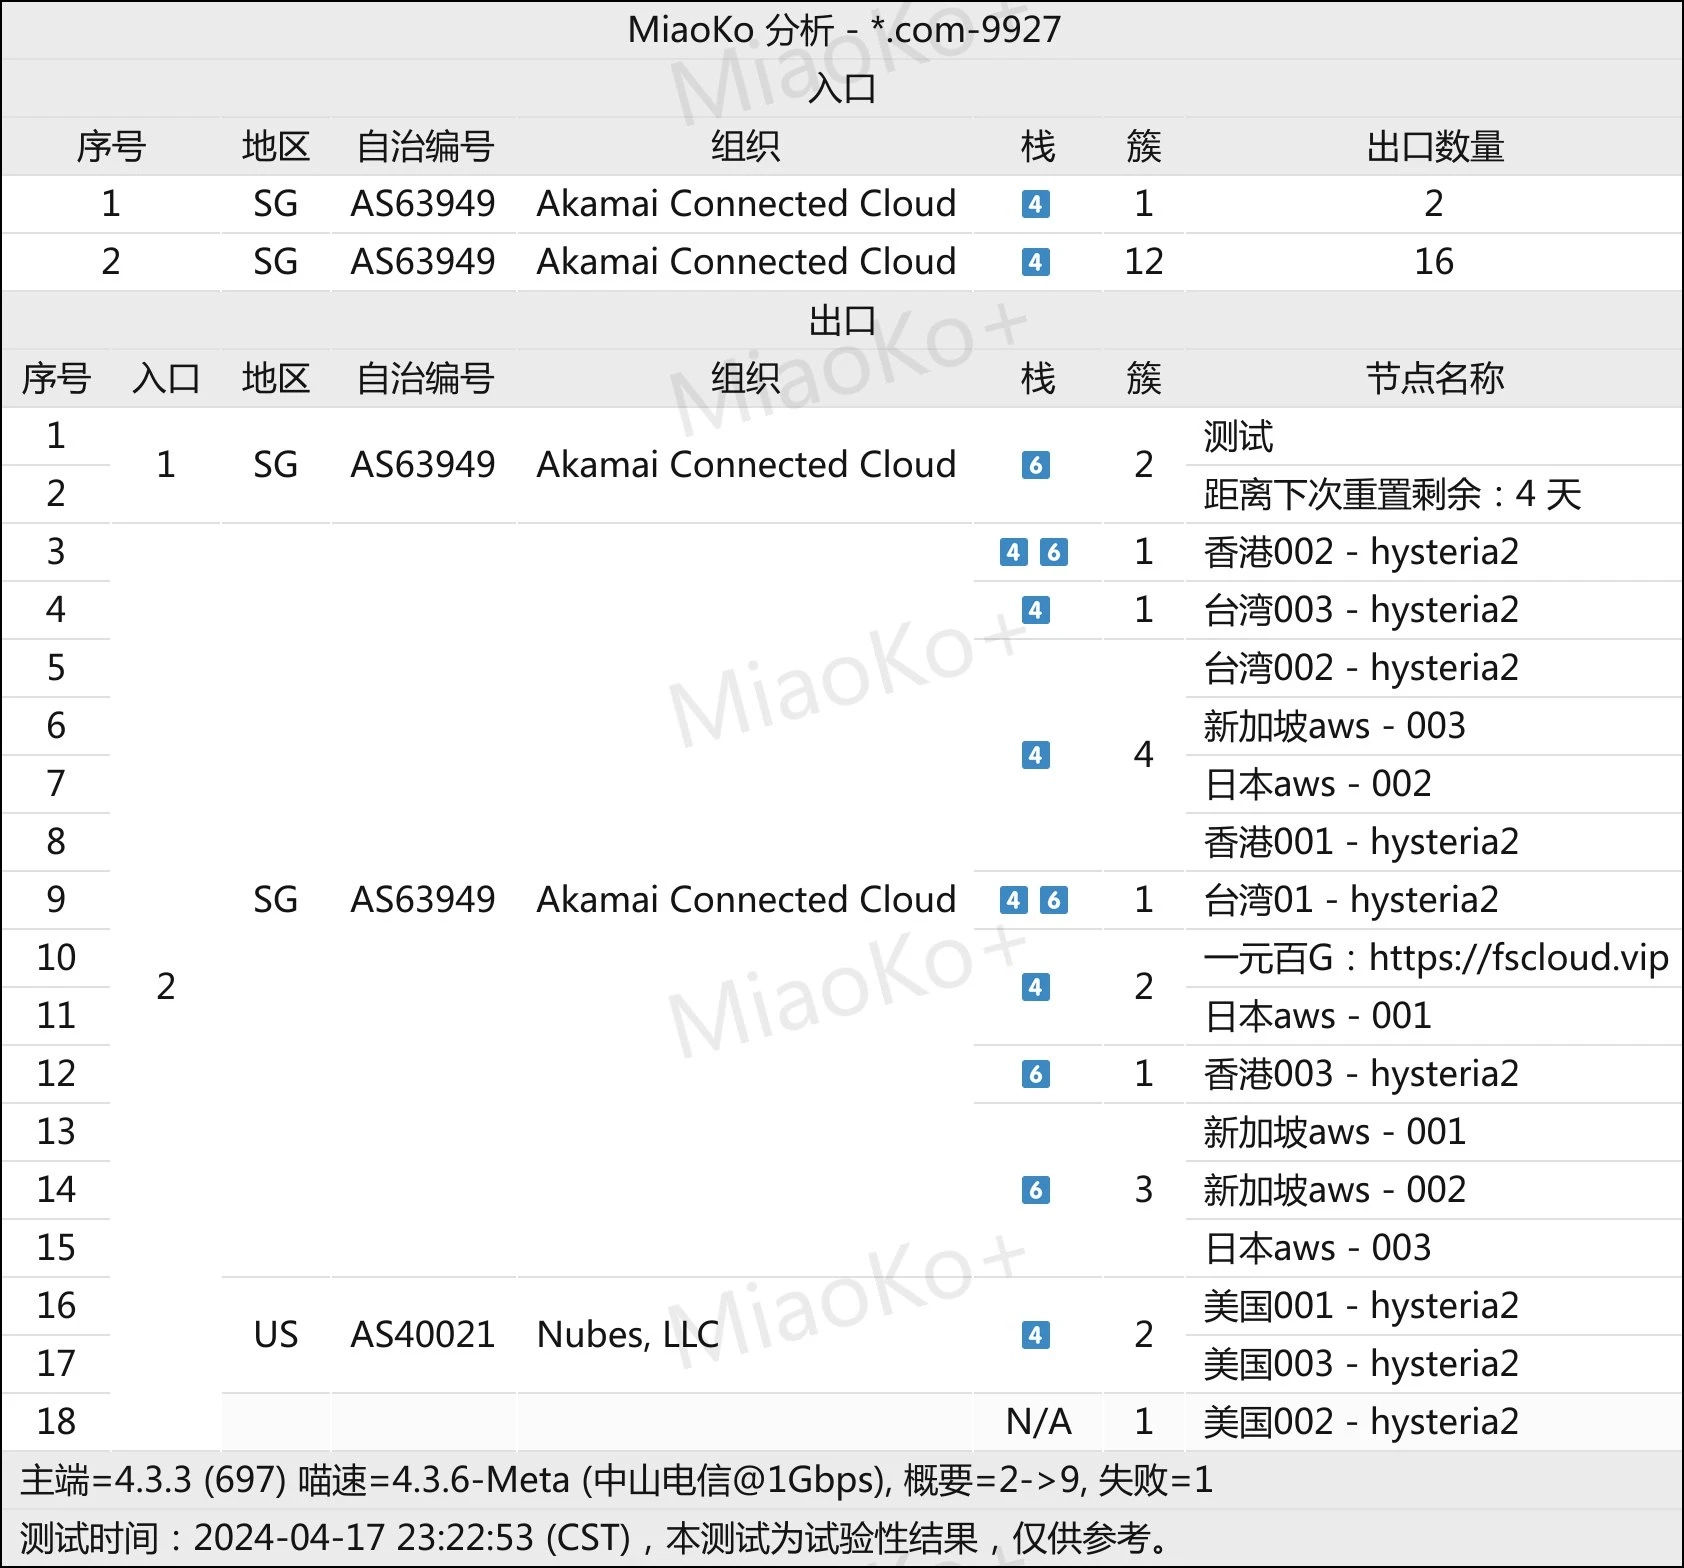 MiaoKo 分析 - *.com-9927
入口
序号 地区 自治编号 组织 栈 簇 出口数量
1 SG AS63949 Akamai Connected Cloud 4 1 2
2 SG AS63949 Akamai Connected Cloud 4 12 16
出口
序号 入口 地区 自治编号 组织 栈 簇 节点名称
1 测试
1 SG AS63949 Akamai Connected Cloud 6 2
2 距离下次重置剩余：4 天
3 4 6 1 香港002 - hysteria2
4 4 1 台湾003 - hysteria2
5 台湾002 - hysteria2
6 新加坡aws - 003
4 4
7 日本aws - 002
8 香港001 - hysteria2
9 SG AS63949 Akamai Connected Cloud 4 6 1 台湾01 - hysteria2
10 一元百G：https://fscloud.vip
2 4 2
11 日本aws - 001
12 6 1 香港003 - hysteria2
13 新加坡aws - 001
14 6 3 新加坡aws - 002
15 日本aws - 003
16 美国001 - hysteria2
US AS40021 Nubes, LLC 4 2
17 美国003 - hysteria2
18 N/A 1 美国002 - hysteria2
主端=4.3.3 (697) 喵速=4.3.6-Meta (中山电信@1Gbps), 概要=2->9, 失败=1
测试时间：2024-04-17 23:22:53 (CST)，本测试为试验性结果，仅供参考。
MiaoKo+
MiaoKo+
MiaoKo+
MiaoKo+
MiaoKo+